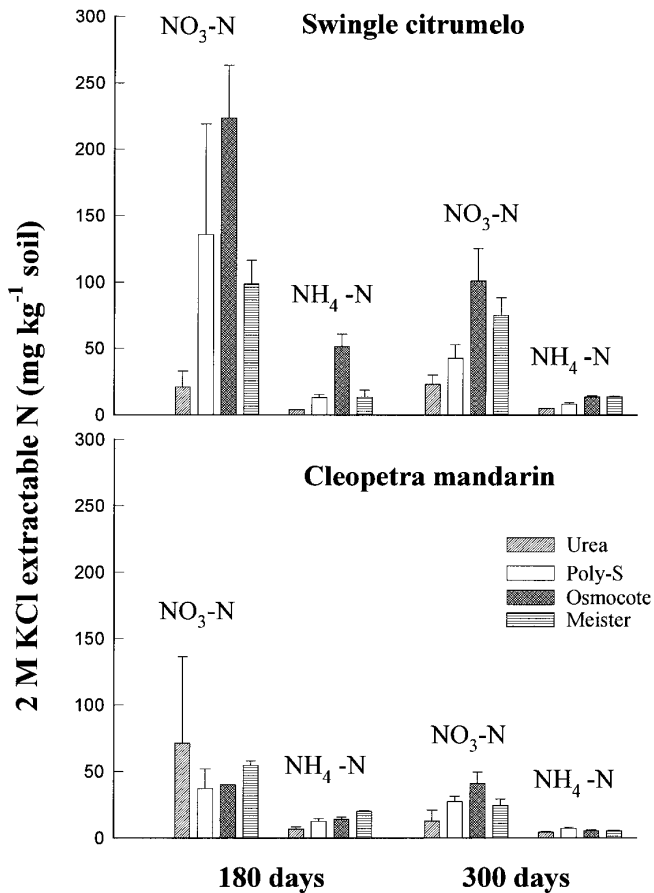 NO₃-N
Swingle citrumelo
300
250
200
150
100
50
0
NO₃-N
NH₄ -N
NH₄ -N
2 M KCl extractable N (mg kg⁻¹ soil)
300
250
200
150
100
50
0
Cleopetra mandarin
Urea
Poly-S
Osmocote
Meister
NO₃-N
NH₄ -N
NO₃-N
NH₄ -N
180 days
300 days